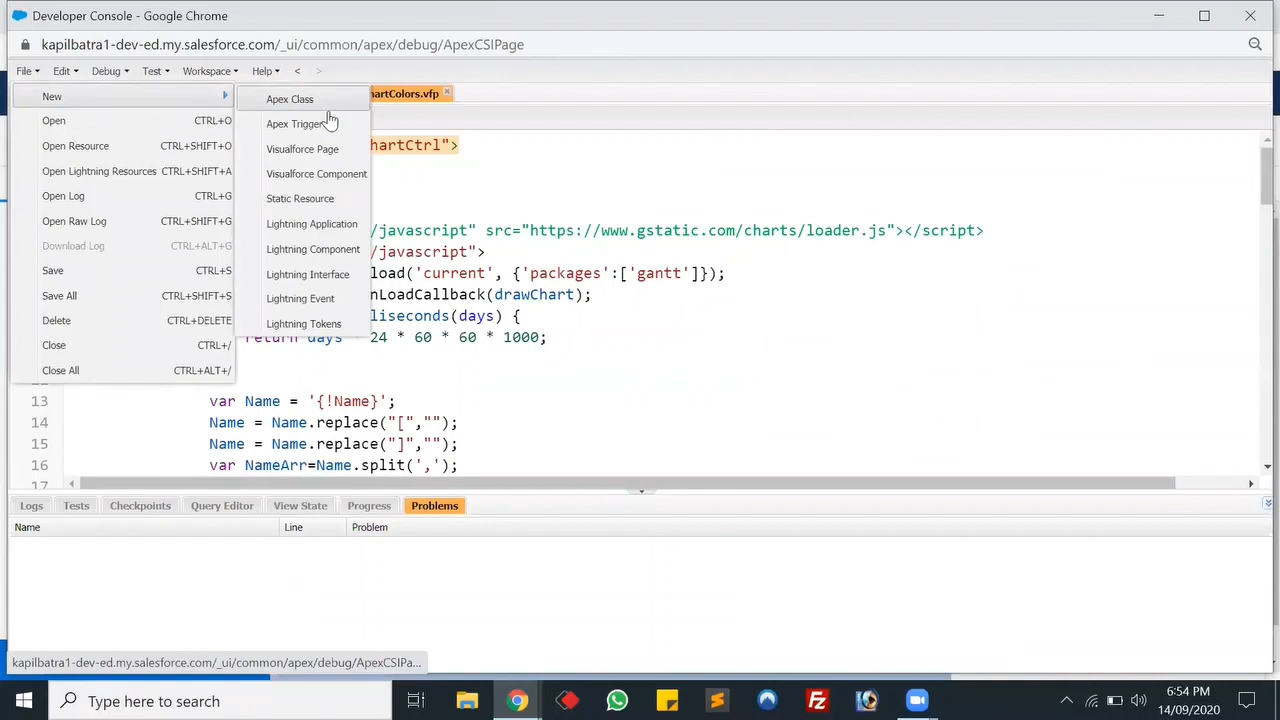 Developer Console - Google Chrome
kapilbatra1-dev-ed.my.salesforce.com/_ui/common/apex/debug/ApexCSIPage
File Edit Debug Test Workspace Help < >
New
Open CTRL+O
Open Resource CTRL+SHIFT+O
Open Lightning Resources CTRL+SHIFT+A
Open Log CTRL+G
Open Raw Log CTRL+SHIFT+G
Download Log CTRL+ALT+G
Save CTRL+S
Save All CTRL+SHIFT+S
Delete CTRL+DELETE
Close CTRL+/
Close All CTRL+ALT+/
Apex Class
Apex Trigger
Visualforce Page
Visualforce Component
Static Resource
Lightning Application
Lightning Component
Lightning Interface
Lightning Event
Lightning Tokens
hartColors.vfp
hartCtrl">
/javascript" src="https://www.gstatic.com/charts/loader.js"></script>
/javascript">
load('current', {'packages':['gantt']});
nLoadCallback(drawChart);
liseconds(days) {
return days 24 * 60 * 60 * 1000;
13 var Name = '{!Name}';
14 Name = Name.replace("[","");
15 Name = Name.replace("]","");
16 var NameArr=Name.split(',');
17
Logs Tests Checkpoints Query Editor View State Progress Problems
Name Line Problem
kapilbatra1-dev-ed.my.salesforce.com/_ui/common/apex/debug/ApexCSIPa...
Type here to search
6:54 PM
14/09/2020